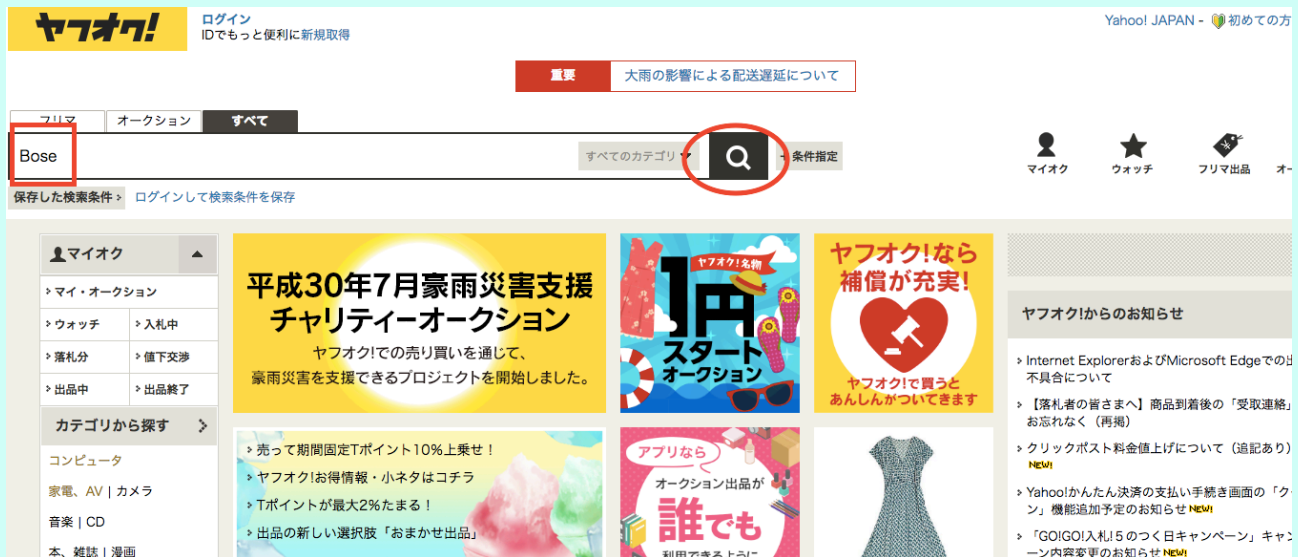 ヤフオク!
ログイン
IDでもっと便利に新規取得
Yahoo! JAPAN - 初めての方
重要 大雨の影響による配送遅延について
フリマ オークション すべて
Bose すべてのカテゴリ +条件指定
マイオク ウォッチ フリマ出品 オー
保存した検索条件 ログインして検索条件を保存
マイオク
マイ・オークション
ウォッチ 入札中
落札分 値下交渉
出品中 出品終了
カテゴリから探す
コンピュータ
家電、AV | カメラ
音楽 | CD
本、雑誌 | 漫画
平成30年7月豪雨災害支援
チャリティーオークション
ヤフオク!での売り買いを通じて、
豪雨災害を支援できるプロジェクトを開始しました。
ヤフオク!名物
1円
スタート
オークション
ヤフオク!なら
補償が充実!
ヤフオク!で買うと
あんしんがついてきます
売って期間固定Tポイント10%上乗せ!
ヤフオク!お得情報・小ネタはコチラ
Tポイントが最大2%たまる!
出品の新しい選択肢「おまかせ出品」
アプリなら
オークション出品が
誰でも
利用できるように
ヤフオク!からのお知らせ
Internet ExplorerおよびMicrosoft Edgeでの出
不具合について
【落札者の皆さまへ】商品到着後の「受取連絡」
お忘れなく（再掲）
クリックポスト料金値上げについて（追記あり）
NEW!
Yahoo!かんたん決済の支払い手続き画面の「ク
ン」機能追加予定のお知らせ NEW!
「GO!GO!入札!５のつく日キャンペーン」キャン
ーン内容変更のお知らせ NEW!